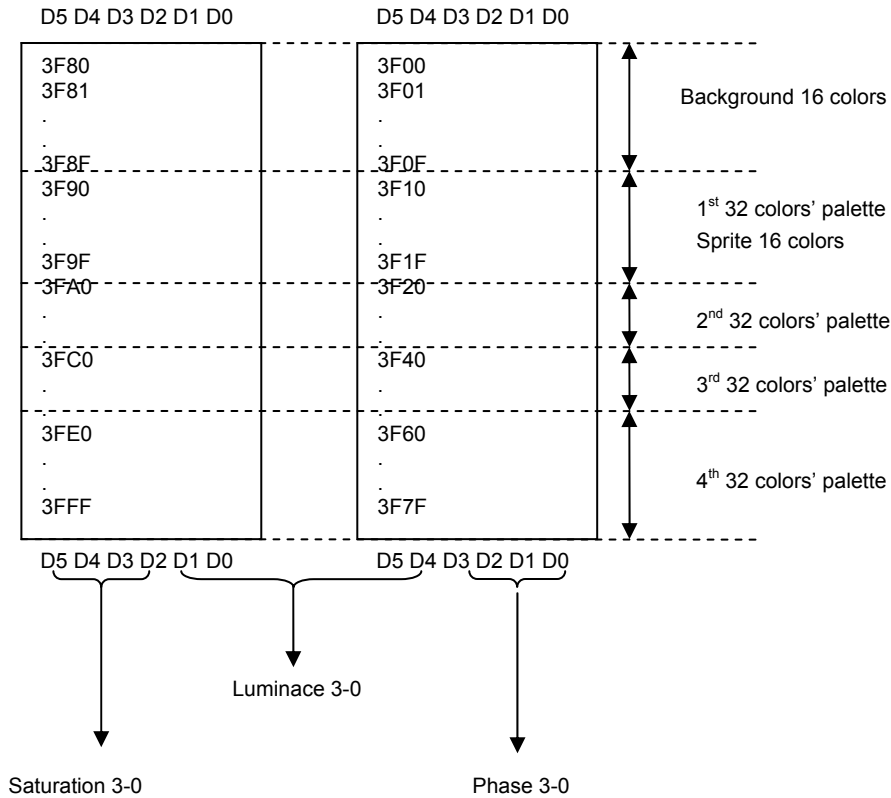 D5 D4 D3 D2 D1 D0 D5 D4 D3 D2 D1 D0
3F80 3F00
3F81 3F01
. .
. .
3F8F 3F0F
Background 16 colors
3F90 3F10
. .
. .
3F9F 3F1F
1st 32 colors' palette
Sprite 16 colors
3FA0 3F20
. .
. .
2nd 32 colors' palette
3FC0 3F40
. .
. .
3rd 32 colors' palette
3FE0 3F60
. .
. .
3FFF 3F7F
4th 32 colors' palette
D5 D4 D3 D2 D1 D0 D5 D4 D3 D2 D1 D0
Luminace 3-0
Saturation 3-0 Phase 3-0